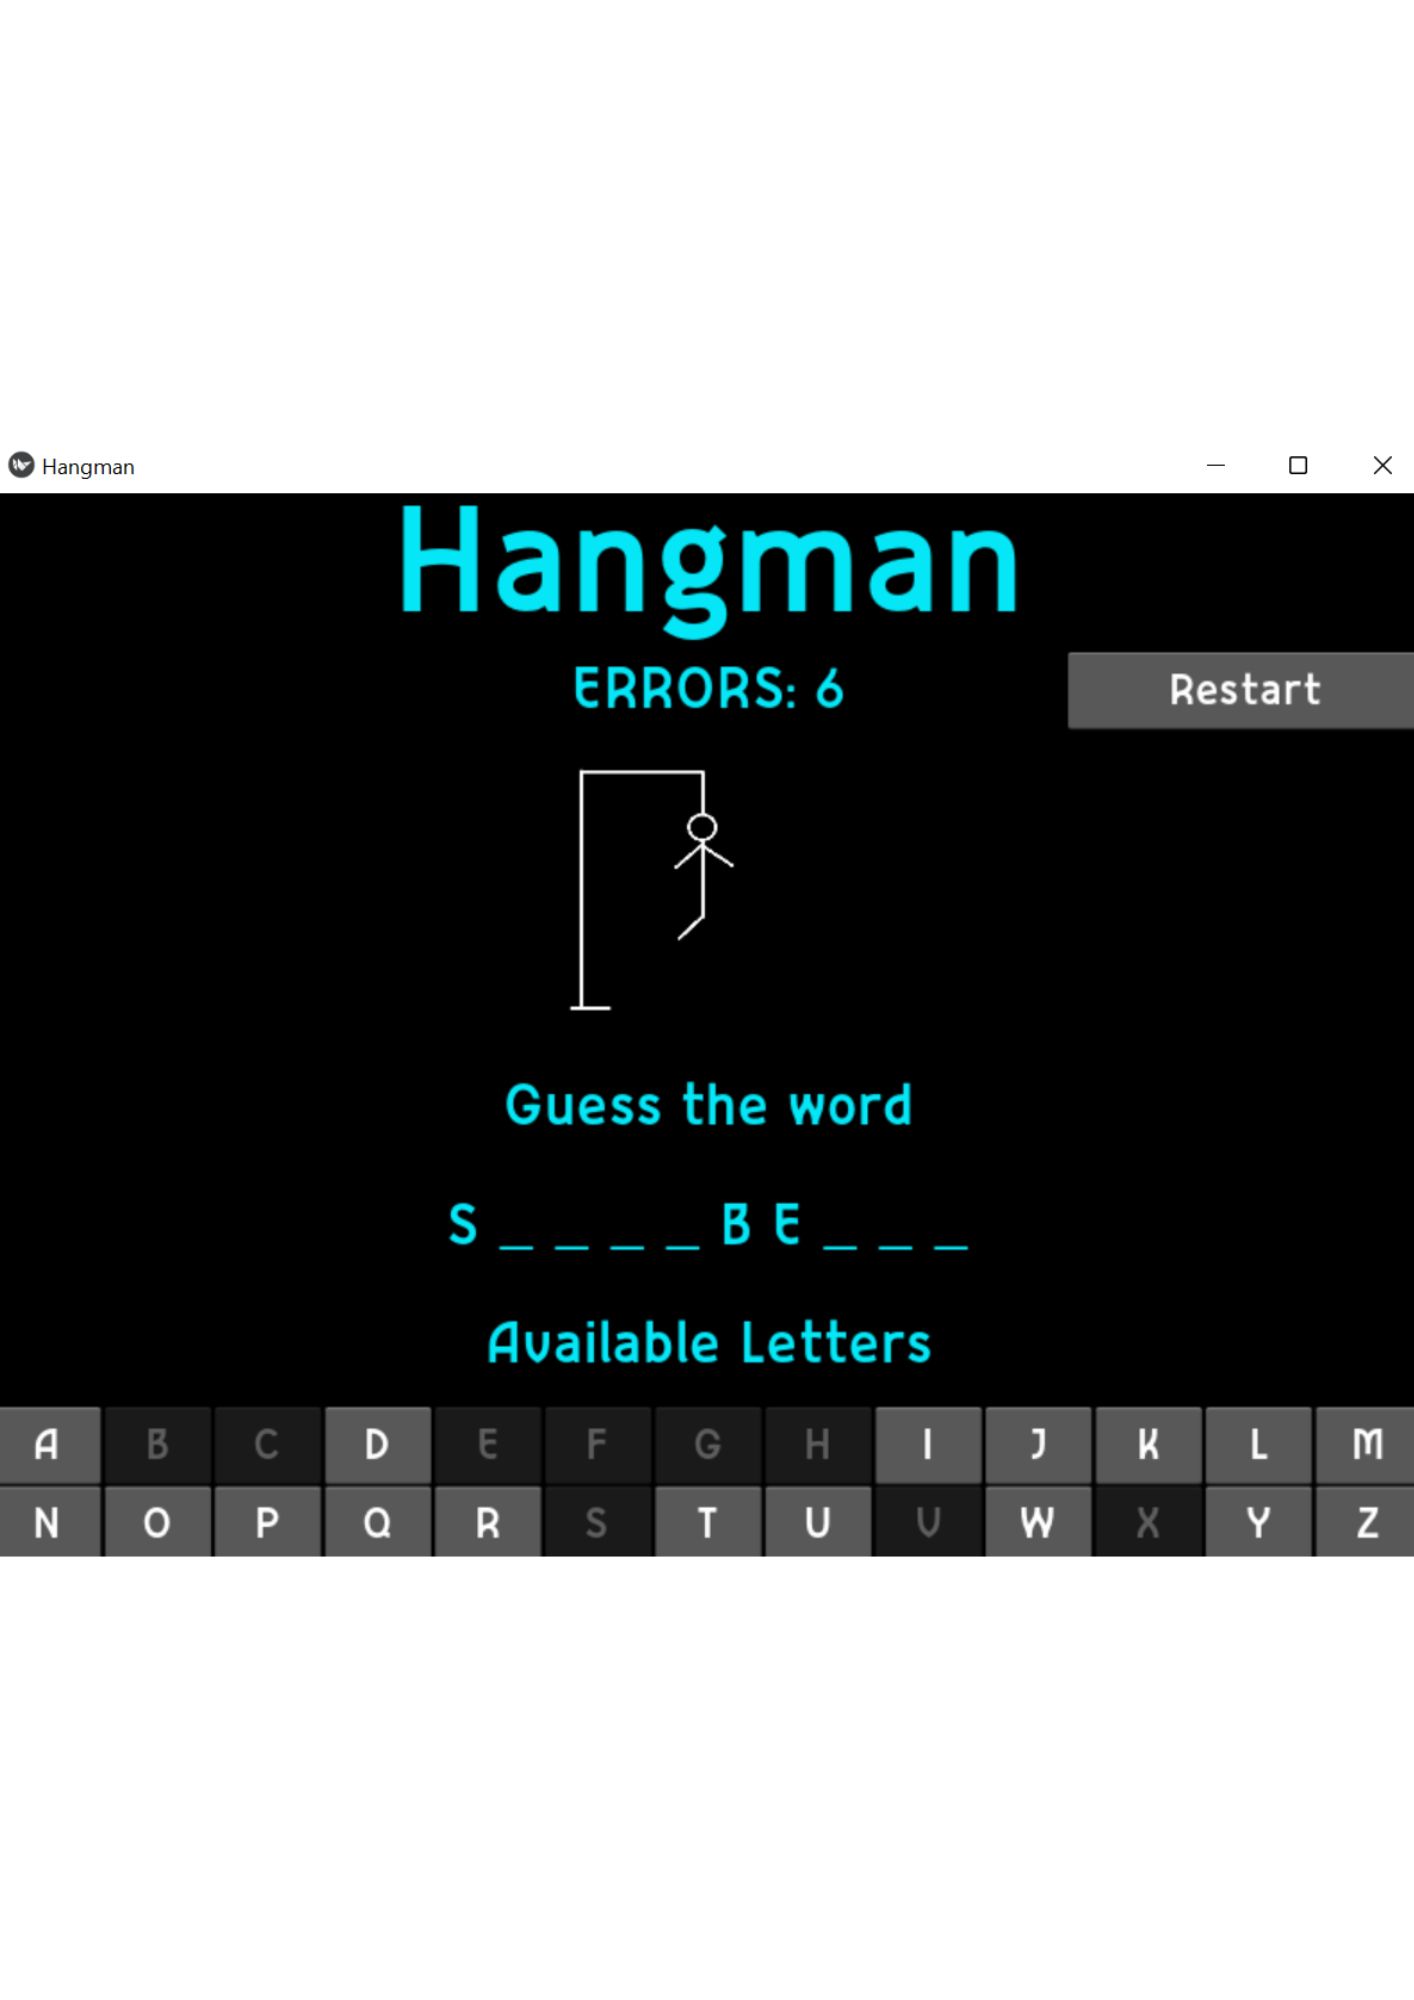 Hangman
Hangman
ERRORS: 6
Restart
Guess the word
S _ _ _ _ B E _ _ _
Available Letters
A B C D E F G H I J K L M
N O P Q R S T U V W X Y Z